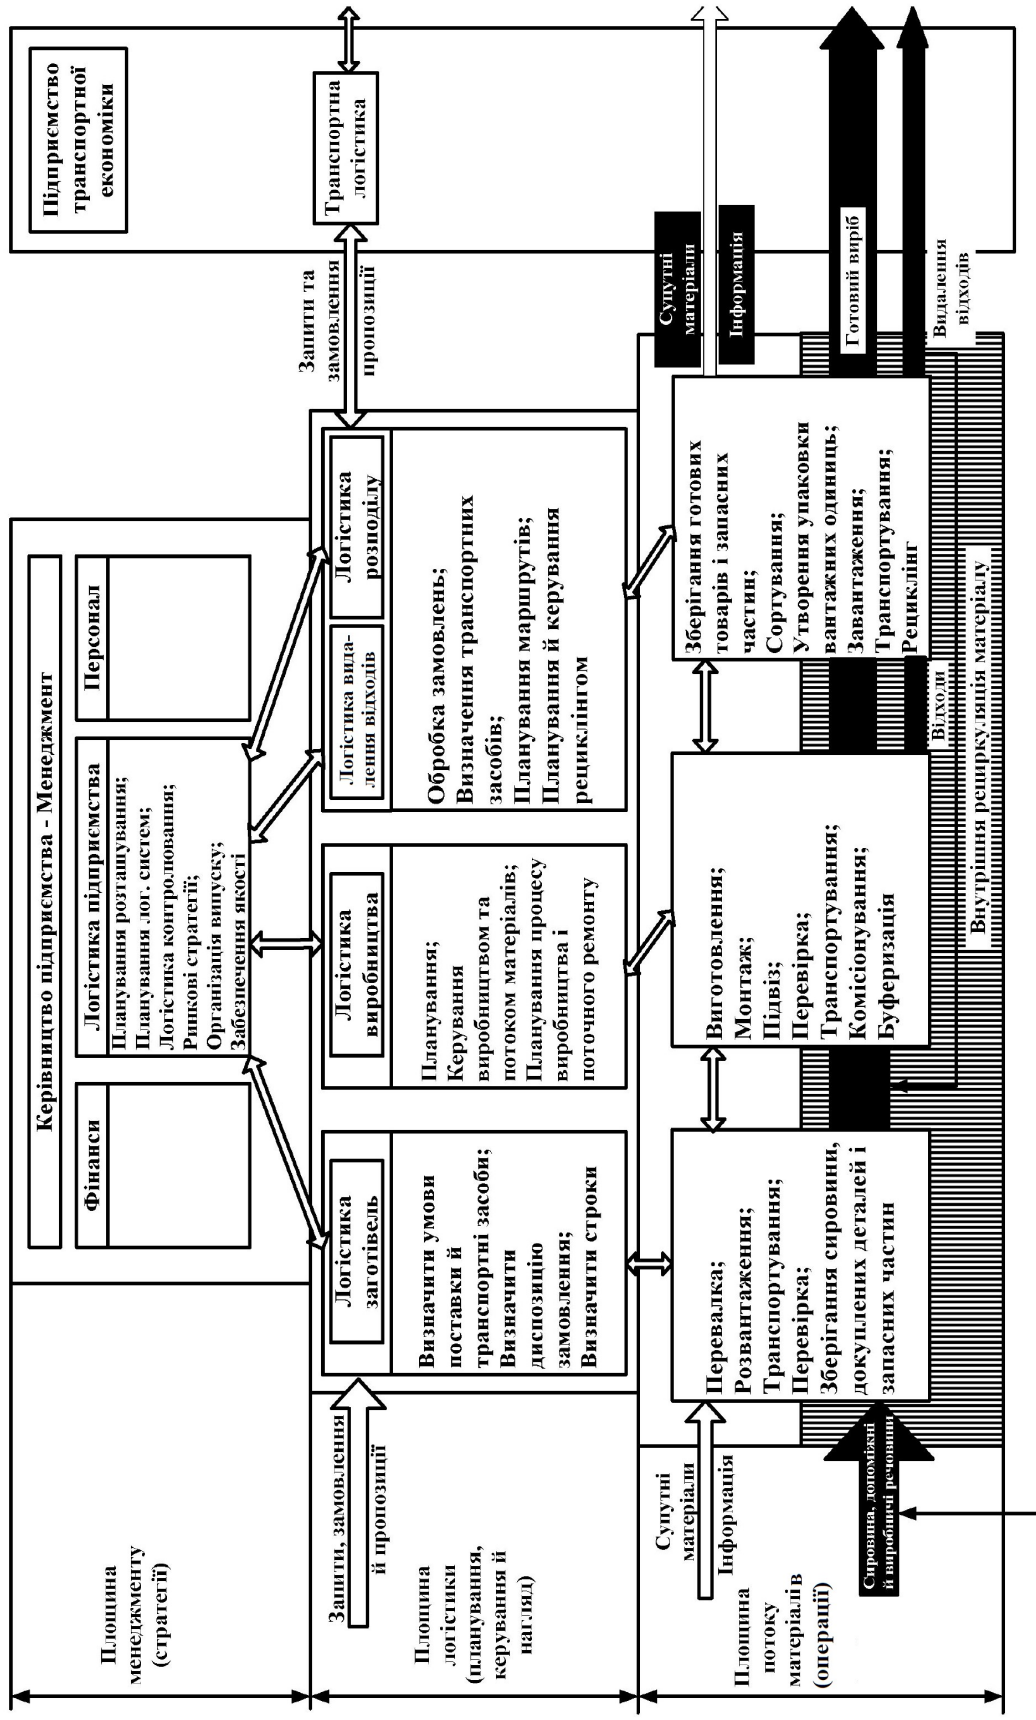 Площина
менеджменту
(стратегії)
Керівництво підприємства - Менеджмент
Фінанси
Логістика підприємства
Планування розташування;
Планування лог. систем;
Логістика контролювання;
Ринкові стратегії;
Організація випуску;
Забезпечення якості
Персонал
Підприємство
транспортної
економіки
Площина
логістики
(планування,
керування й
нагляд)
Запити, замовлення
й пропозиції
Логістика
заготівель
Визначити умови
поставки й
транспортні засоби;
Визначити
диспозицію
замовлення;
Визначити строки
Логістика
виробництва
Планування;
Керування
виробництвом та
потоком матеріалів;
Планування процесу
виробництва і
поточного ремонту
Логістика вида-
лення відходів
Логістика
розподілу
Обробка замовлень;
Визначення транспортних
засобів;
Планування маршрутів;
Планування й керування
рециклінгом
Запити та
замовлення
пропозиції
Транспортна
логістика
Площина
потоку
матеріалів
(операції)
Супутні
матеріали
Інформація
Сировина, допоміжні
й виробничі речовини
Перевалка;
Розвантаження;
Транспортування;
Перевірка;
Зберігання сировини,
докуплених деталей і
запасних частин
Виготовлення;
Монтаж;
Підвіз;
Перевірка;
Транспортування;
Комісіонування;
Буферизація
Відходи
Внутрішня рециркуляція матеріалу
Зберігання готових
товарів і запасних
частин;
Сортування;
Утворення упаковки
вантажних одиниць;
Завантаження;
Транспортування;
Рециклінг
Супутні
матеріали
Інформація
Готовий виріб
Видалення
відходів